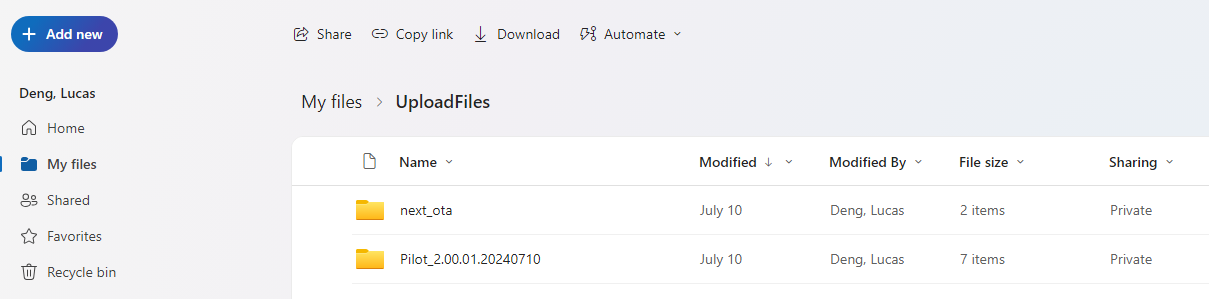 Add new
Share Copy link Download Automate
Deng, Lucas
Home
My files
Shared
Favorites
Recycle bin
My files > UploadFiles
Name Modified ↓ Modified By File size Sharing
next_ota July 10 Deng, Lucas 2 items Private
Pilot_2.00.01.20240710 July 10 Deng, Lucas 7 items Private